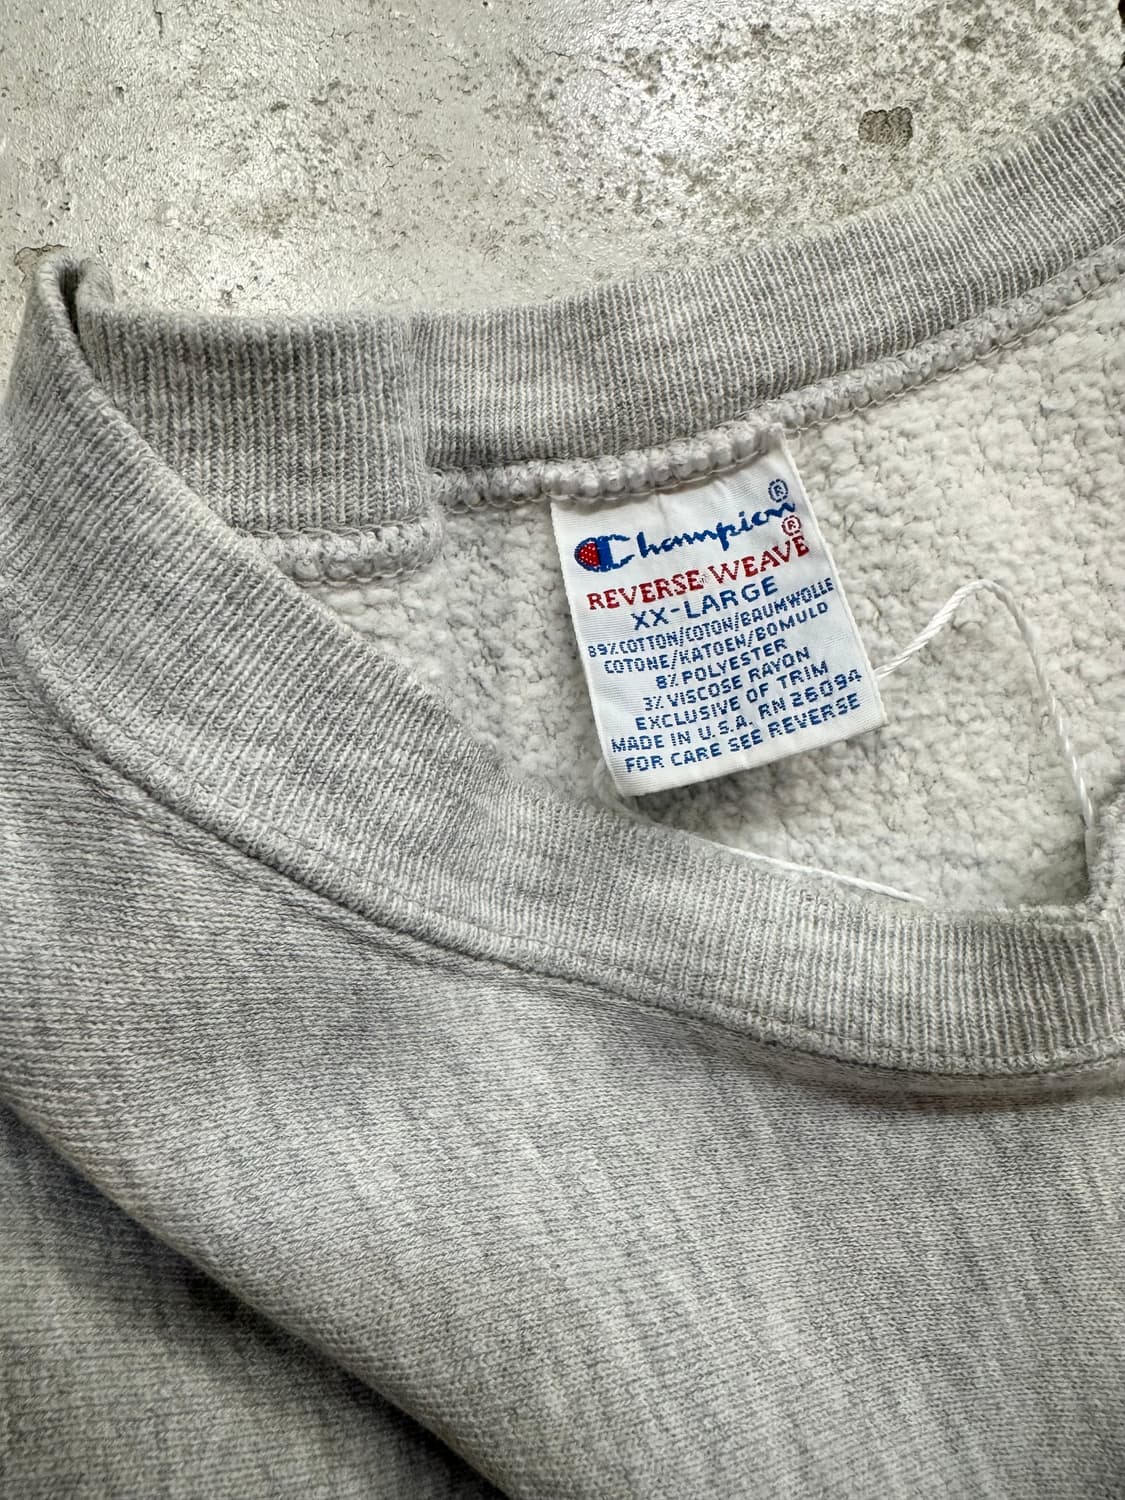 Champion®
REVERSE WEAVE®
XX-LARGE
89% COTTON/COTON/BAUMWOLLE
COTONE/KATOEN/BOMULD
8% POLYESTER
3% VISCOSE RAYON
EXCLUSIVE OF TRIM
MADE IN U.S.A. RN 26094
FOR CARE SEE REVERSE